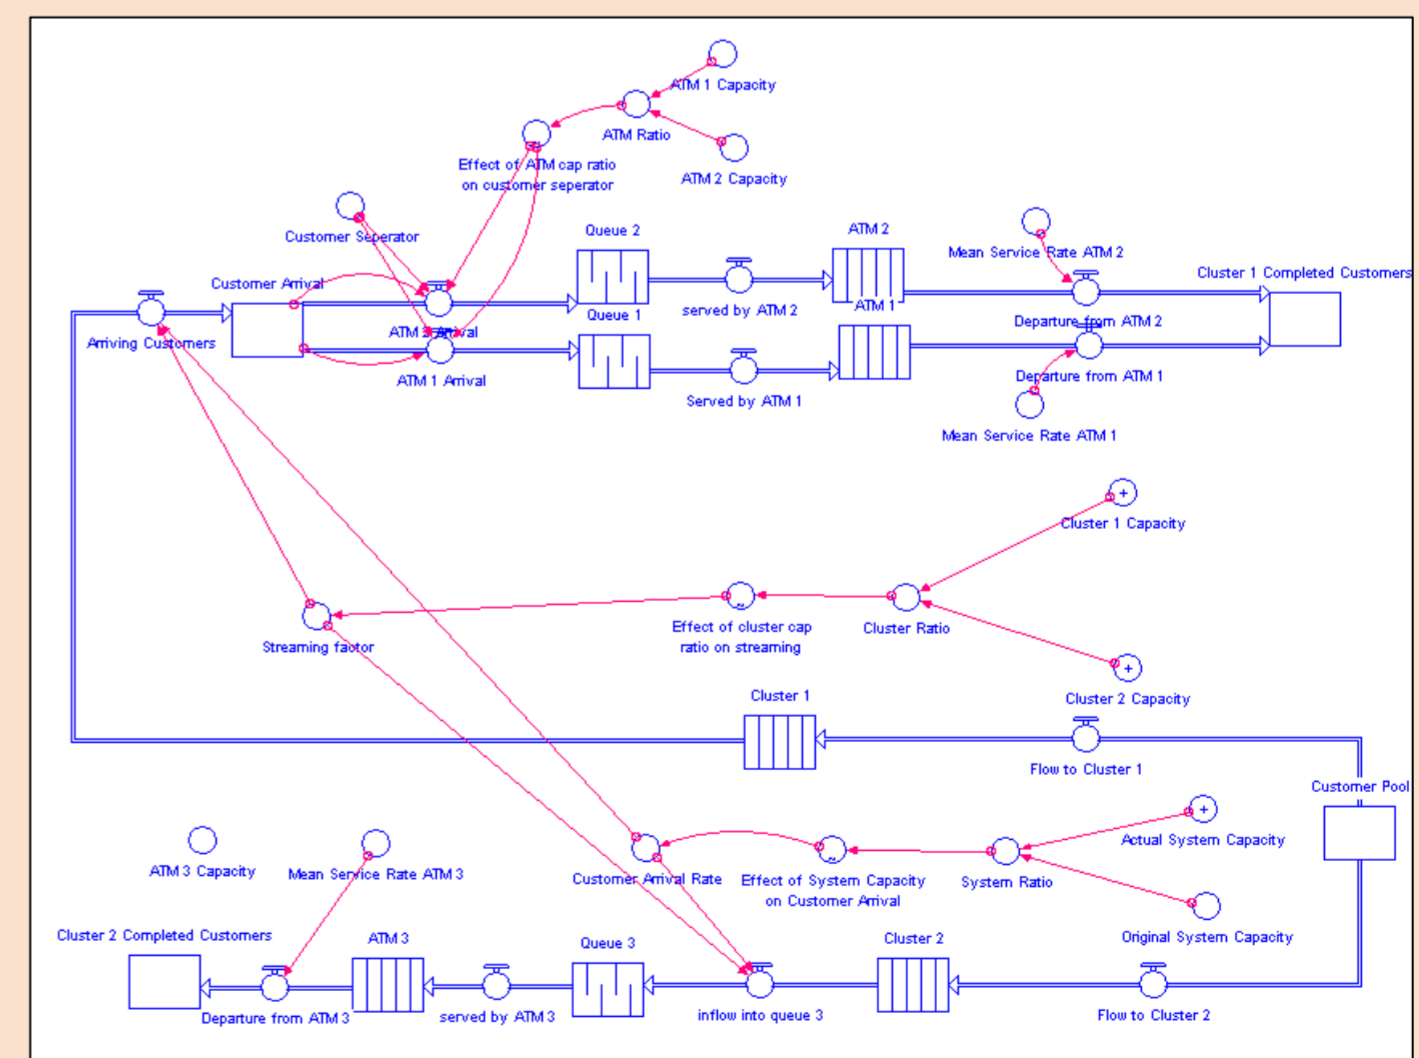 ATM 1 Capacity
ATM Ratio
Effect of ATM cap ratio
on customer seperator
ATM 2 Capacity
Customer Seperator
Queue 2
ATM 2
Mean Service Rate ATM 2
Customer Arrival
Cluster 1 Completed Customers
served by ATM 2
ATM 1
Queue 1
Departure from ATM 2
ATM 2 Arrival
Arriving Customers
ATM 1 Arrival
Departure from ATM 1
Served by ATM 1
Mean Service Rate ATM 1
Cluster 1 Capacity
Effect of cluster cap
ratio on streaming
Cluster Ratio
Streaming factor
Cluster 1
Cluster 2 Capacity
Flow to Cluster 1
Customer Pool
Actual System Capacity
ATM 3 Capacity
Mean Service Rate ATM 3
Customer Arrival Rate
Effect of System Capacity
on Customer Arrival
System Ratio
Original System Capacity
Cluster 2 Completed Customers
ATM 3
Queue 3
Cluster 2
Departure from ATM 3
served by ATM 3
inflow into queue 3
Flow to Cluster 2